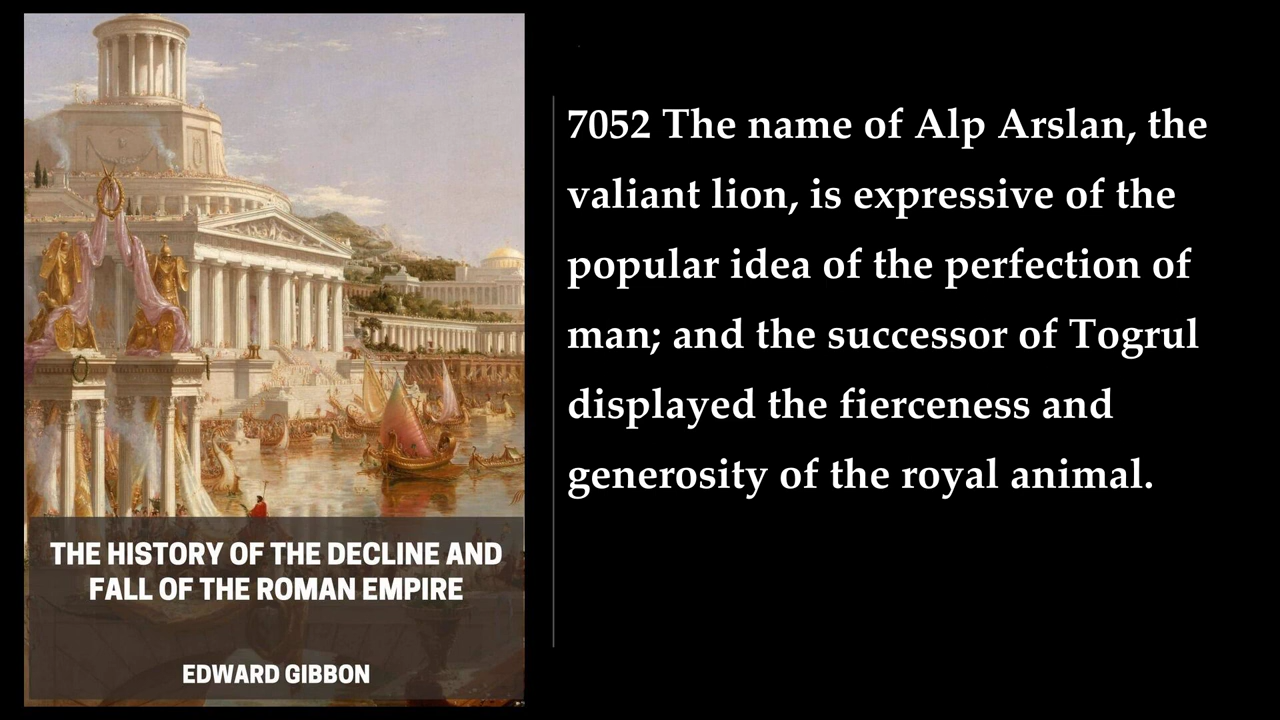 7052 The name of Alp Arslan, the
valiant lion, is expressive of the
popular idea of the perfection of
man; and the successor of Togrul
displayed the fierceness and
generosity of the royal animal.
THE HISTORY OF THE DECLINE AND
FALL OF THE ROMAN EMPIRE
EDWARD GIBBON